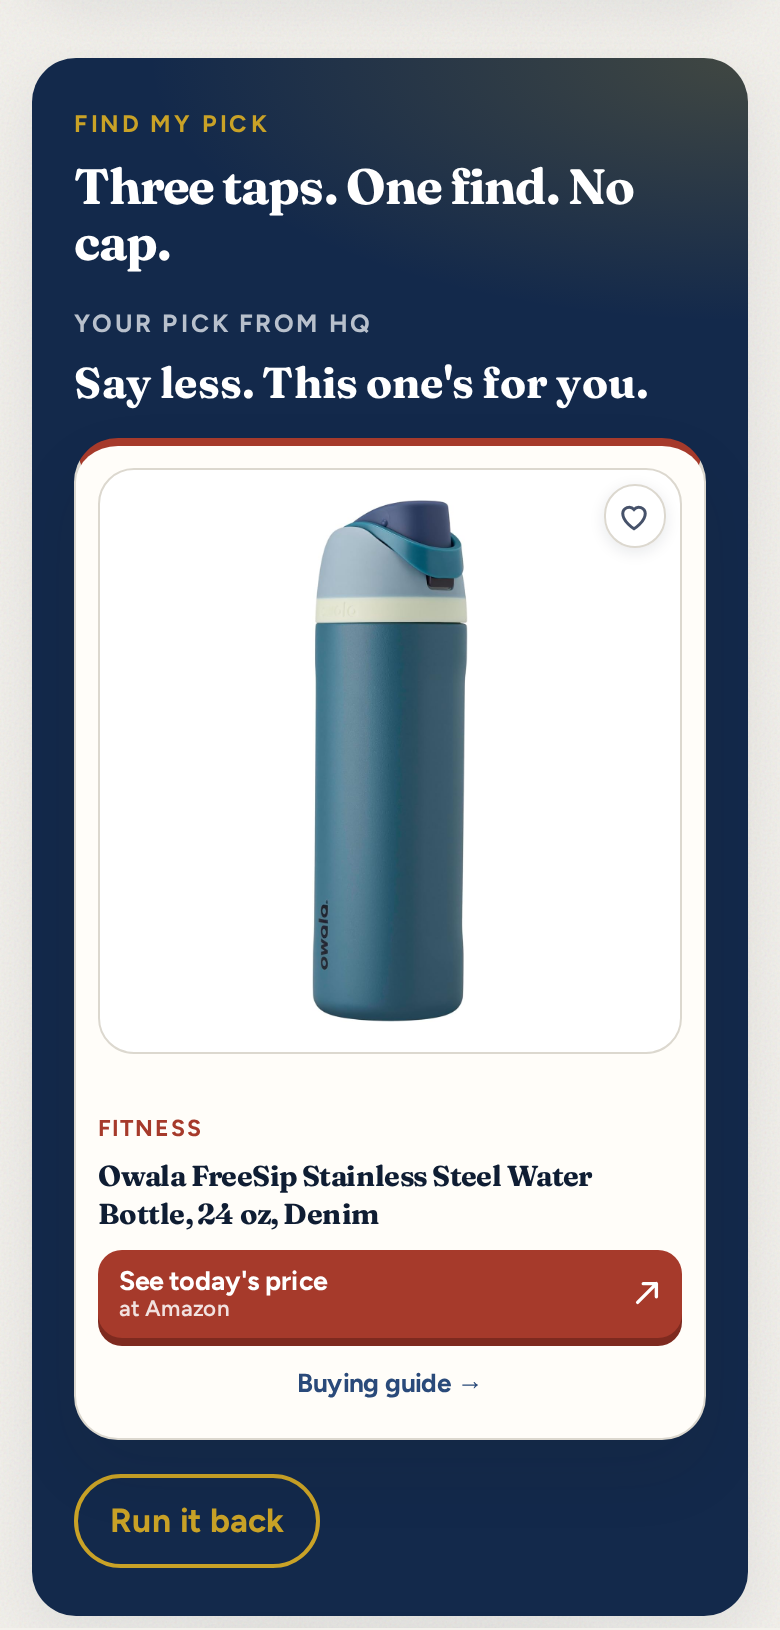 FIND MY PICK
Three taps. One find. No
cap.
YOUR PICK FROM HQ
Say less. This one's for you.
owala
FITNESS
Owala FreeSip Stainless Steel Water
Bottle, 24 oz, Denim
See today's price
at Amazon
Buying guide →
Run it back